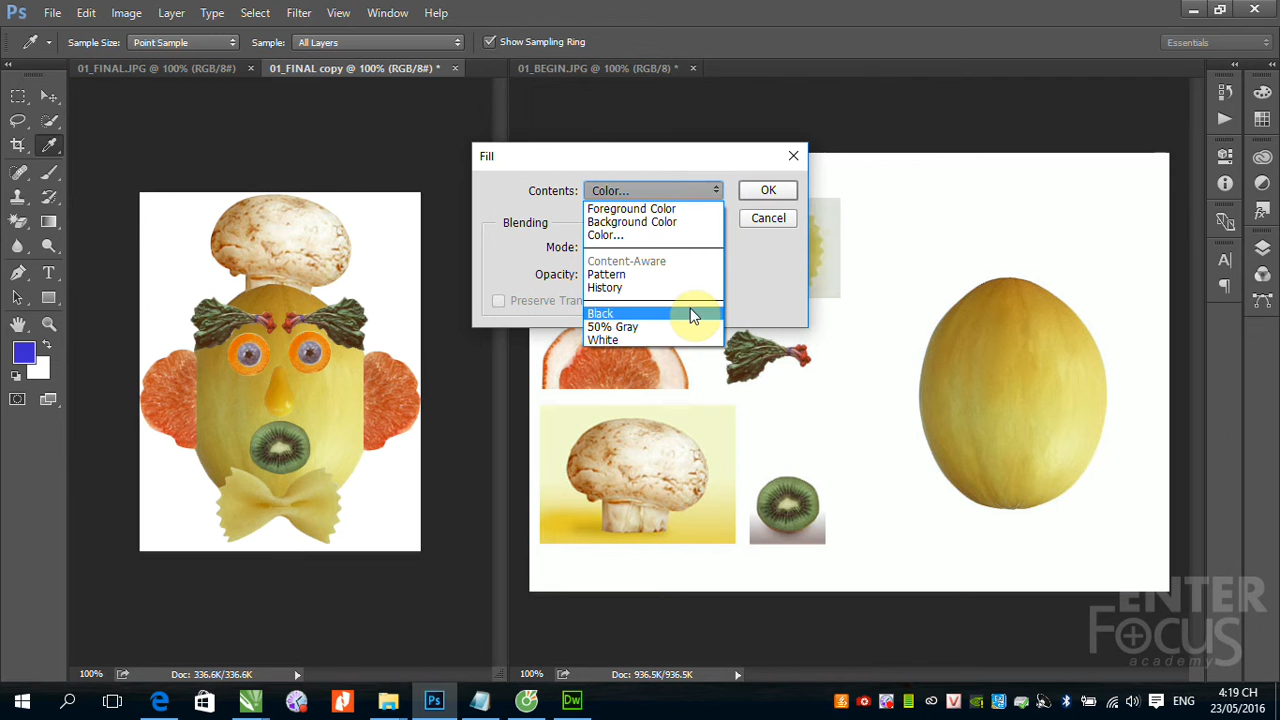 Ps File Edit Image Layer Type Select Filter View Window Help
Sample Size: Point Sample Sample: All Layers Show Sampling Ring Essentials
01_FINAL.JPG @ 100% (RGB/8#) × 01_FINAL copy @ 100% (RGB/8#) * × 01_BEGIN.JPG @ 100% (RGB/8) * ×
Fill
Contents: Color... OK
Foreground Color
Background Color
Color...
Cancel
Blending
Mode:
Content-Aware
Pattern
History
Opacity:
Preserve Tran
Black
50% Gray
White
ENTER
FOCUS
academy
100% Doc: 336.6K/336.6K 100% Doc: 936.5K/936.5K
Ps Dw ENG 4:19 CH
23/05/2016